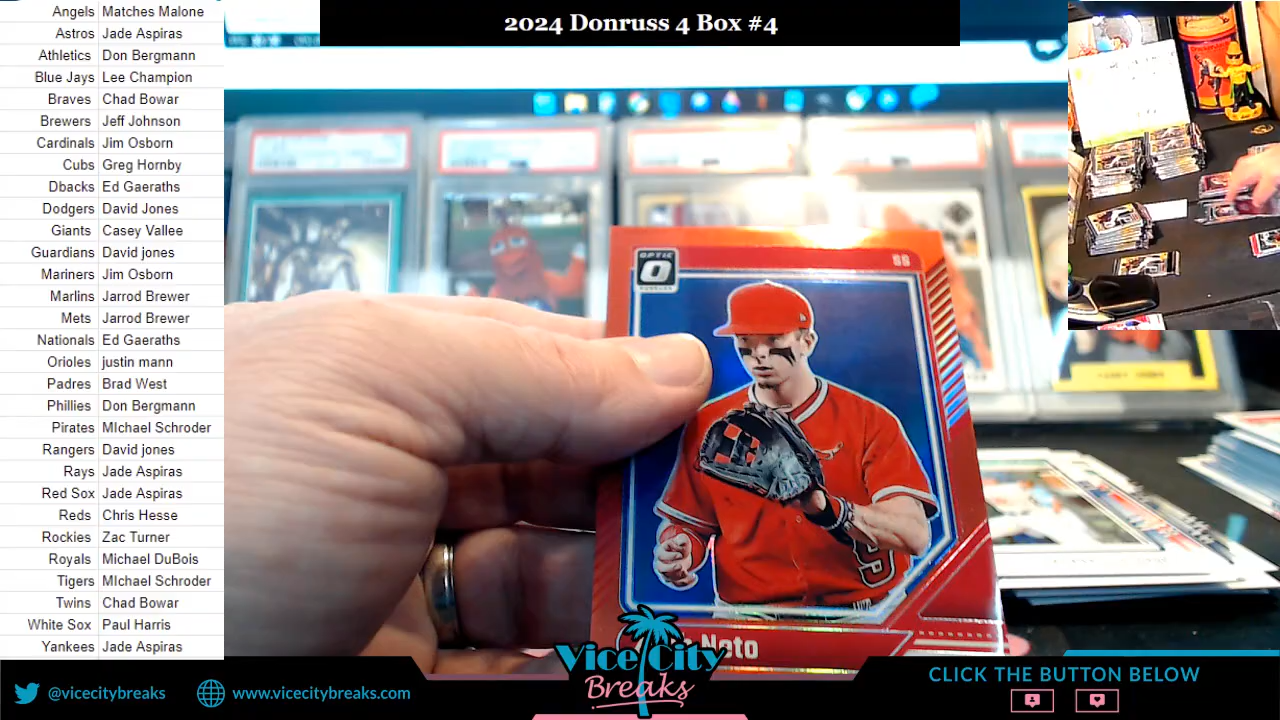 2024 Donruss 4 Box #4
Angels Matches Malone
Astros Jade Aspiras
Athletics Don Bergmann
Blue Jays Lee Champion
Braves Chad Bowar
Brewers Jeff Johnson
Cardinals Jim Osborn
Cubs Greg Hornby
Dbacks Ed Gaeraths
Dodgers David Jones
Giants Casey Vallee
Guardians David jones
Mariners Jim Osborn
Marlins Jarrod Brewer
Mets Jarrod Brewer
Nationals Ed Gaeraths
Orioles justin mann
Padres Brad West
Phillies Don Bergmann
Pirates MIchael Schroder
Rangers David jones
Rays Jade Aspiras
Red Sox Jade Aspiras
Reds Chris Hesse
Rockies Zac Turner
Royals Michael DuBois
Tigers MIchael Schroder
Twins Chad Bowar
White Sox Paul Harris
Yankees Jade Aspiras
OPTIC
SS
9
Neto
Vice City
Breaks
@vicecitybreaks
www.vicecitybreaks.com
CLICK THE BUTTON BELOW